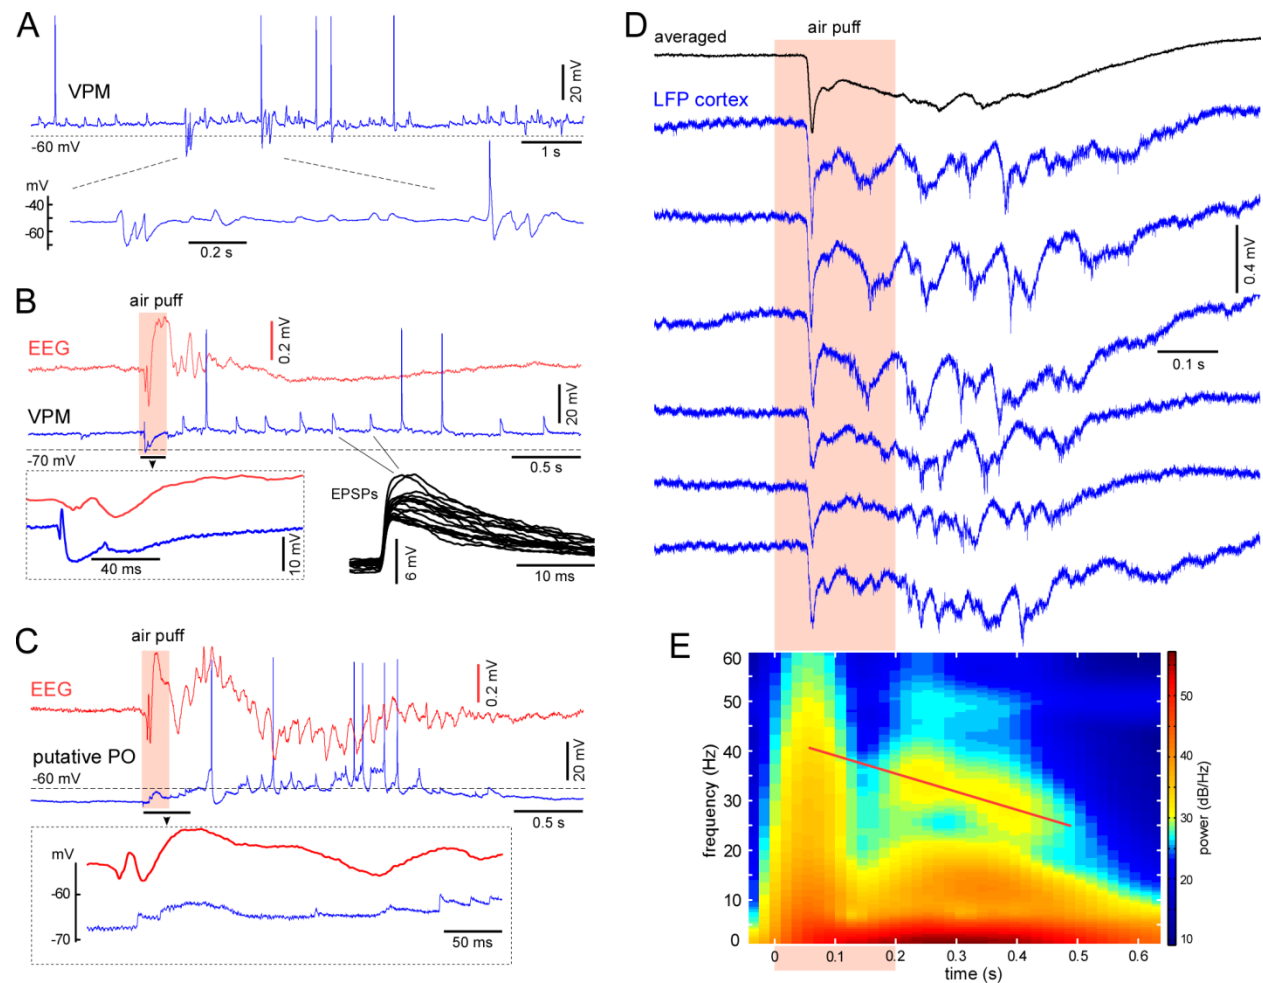 A
VPM
20 mV
-60 mV
1 s
mV
-40
-60
0.2 s
B
air puff
EEG
0.2 mV
VPM
20 mV
-70 mV
0.5 s
EPSPs
40 ms
10 mV
6 mV
10 ms
C
air puff
EEG
0.2 mV
putative PO
20 mV
-60 mV
0.5 s
mV
-60
-70
50 ms
D
air puff
averaged
LFP cortex
0.4 mV
0.1 s
E
60
50
40
30
20
10
0
frequency (Hz)
0 0.1 0.2 0.3 0.4 0.5 0.6
time (s)
50
40
30
20
10
power (dB/Hz)